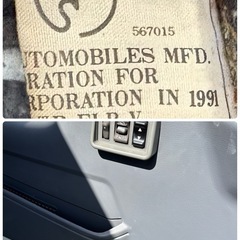 567015
UTOMOBILES MFD.
RATION FOR
RPORATION IN 1991